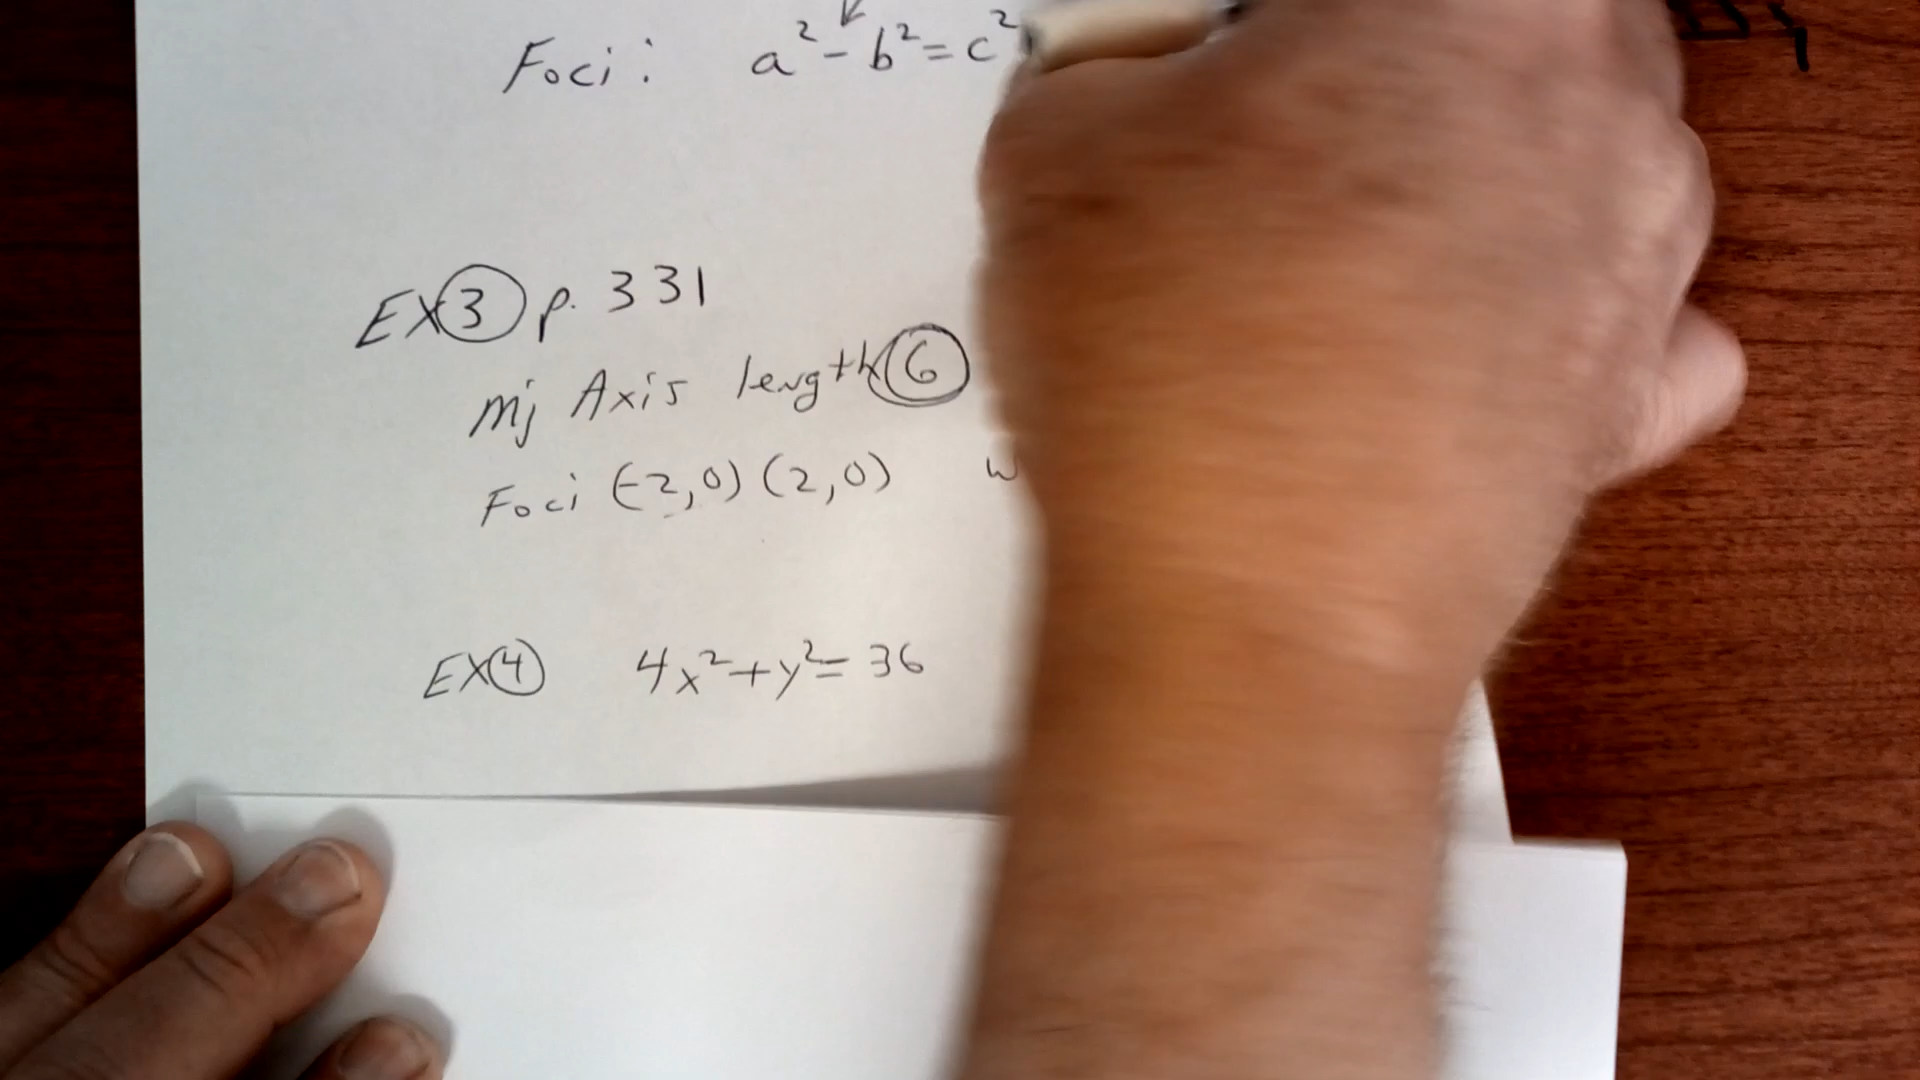 Foci: a²-b²=c²
EX③ p. 331
Mj Axis length ⑥
Foci (-2,0) (2,0)
EX④ 4x²+y²=36